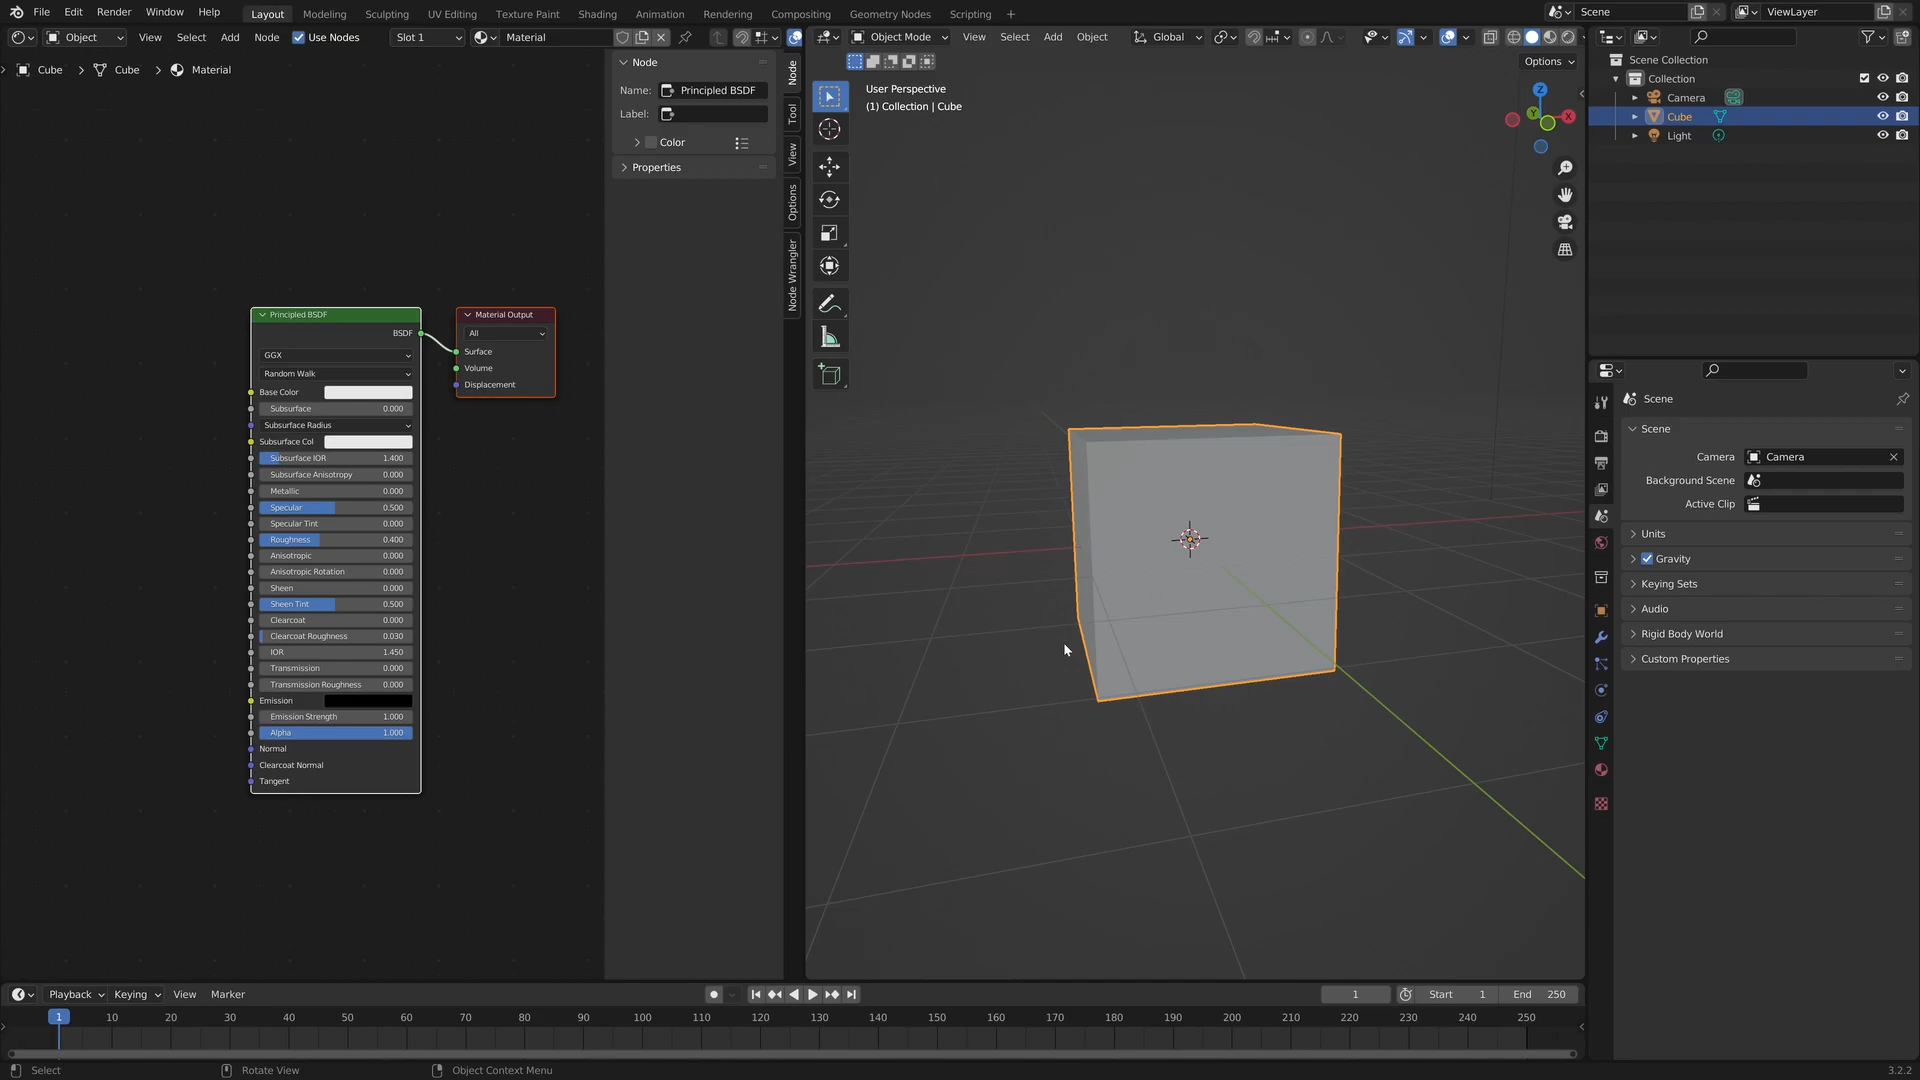 File Edit Render Window Help Layout Modeling Sculpting UV Editing Texture Paint Shading Animation Rendering Compositing Geometry Nodes Scripting + Scene ViewLayer
Object View Select Add Node Use Nodes Slot 1 Material
Object Mode View Select Add Object Global
Options
Cube > Cube > Material
Node
Name: Principled BSDF
Label:
Color
Properties
Node
Tool
View
Options
Node Wrangler
Principled BSDF
BSDF
GGX
Random Walk
Base Color
Subsurface 0.000
Subsurface Radius
Subsurface Col
Subsurface IOR 1.400
Subsurface Anisotropy 0.000
Metallic 0.000
Specular 0.500
Specular Tint 0.000
Roughness 0.400
Anisotropic 0.000
Anisotropic Rotation 0.000
Sheen 0.000
Sheen Tint 0.500
Clearcoat 0.000
Clearcoat Roughness 0.030
IOR 1.450
Transmission 0.000
Transmission Roughness 0.000
Emission
Emission Strength 1.000
Alpha 1.000
Normal
Clearcoat Normal
Tangent
Material Output
All
Surface
Volume
Displacement
User Perspective
(1) Collection | Cube
Z
Y
X
Scene Collection
Collection
Camera
Cube
Light
Scene
Scene
Camera Camera
Background Scene
Active Clip
Units
Gravity
Keying Sets
Audio
Rigid Body World
Custom Properties
Playback Keying View Marker 1 Start 1 End 250
1 10 20 30 40 50 60 70 80 90 100 110 120 130 140 150 160 170 180 190 200 210 220 230 240 250
Select Rotate View Object Context Menu 3.2.2